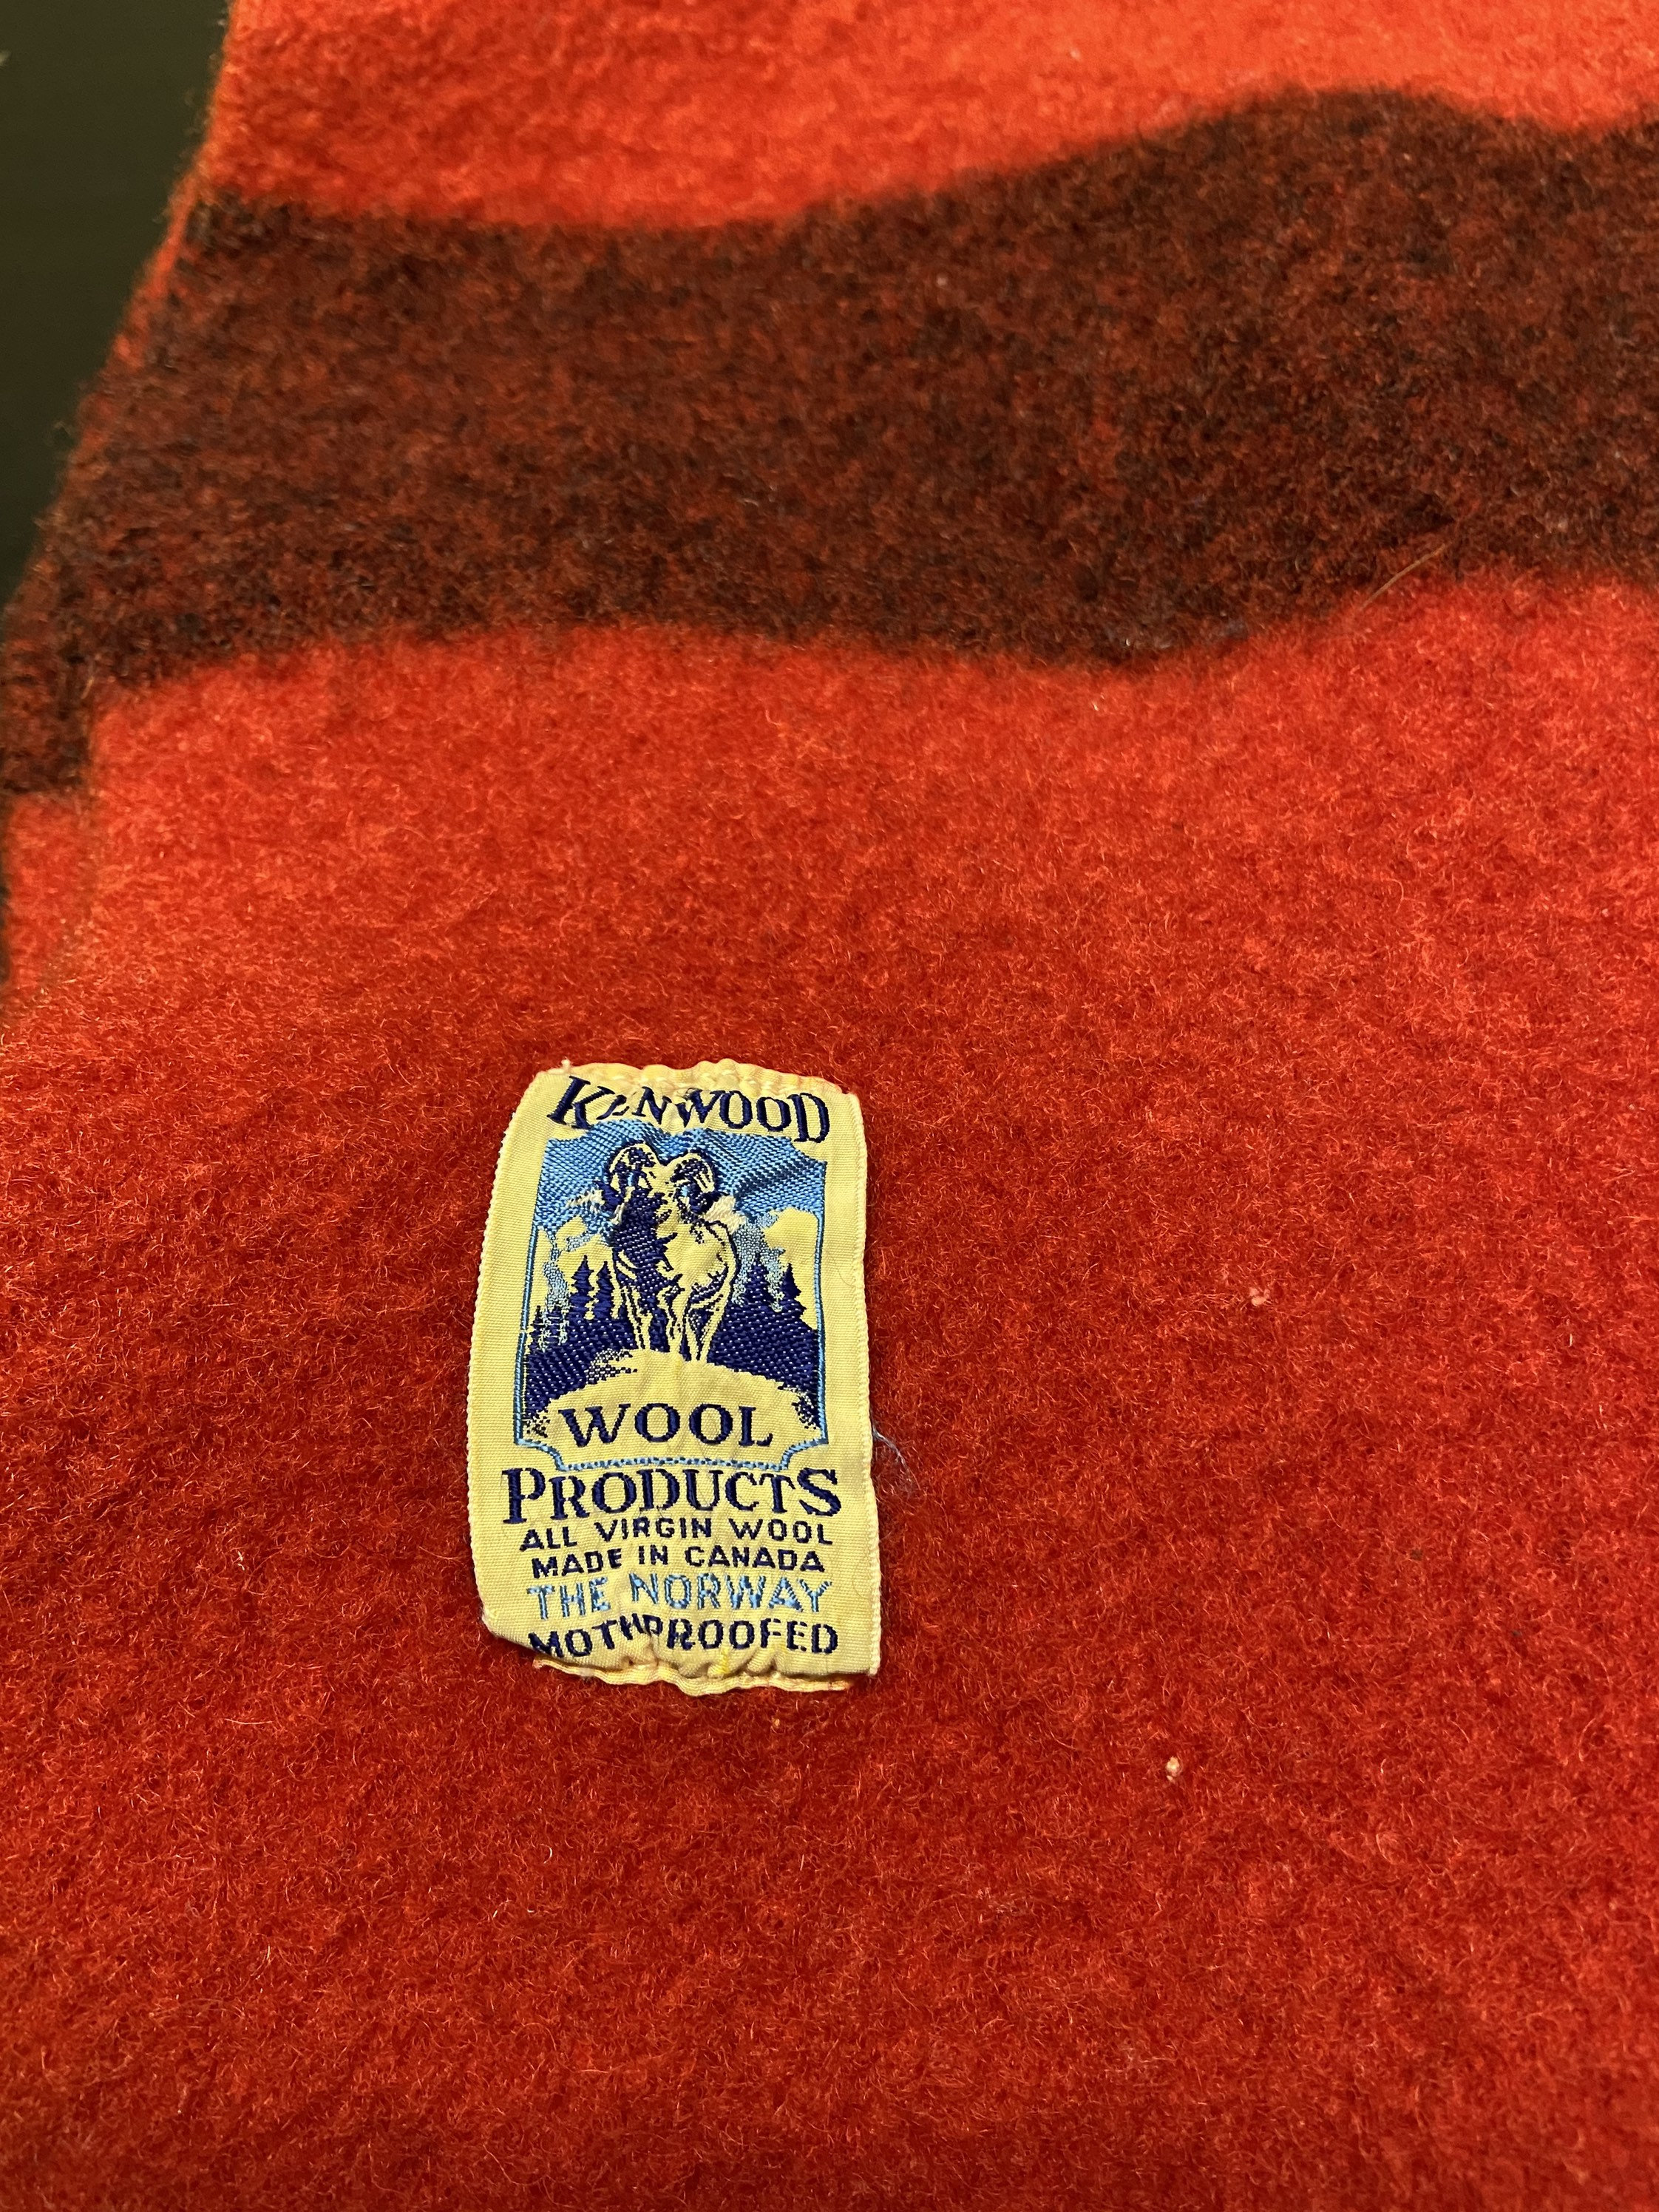 KENWOOD
WOOL
PRODUCTS
ALL VIRGIN WOOL
MADE IN CANADA
THE NORWAY
MOTHPROOFED